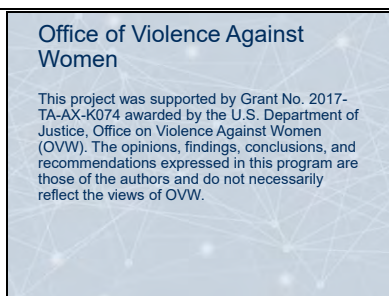 Office of Violence Against
Women
This project was supported by Grant No. 2017-
TA-AX-K074 awarded by the U.S. Department of
Justice, Office on Violence Against Women
(OVW). The opinions, findings, conclusions, and
recommendations expressed in this program are
those of the authors and do not necessarily
reflect the views of OVW.